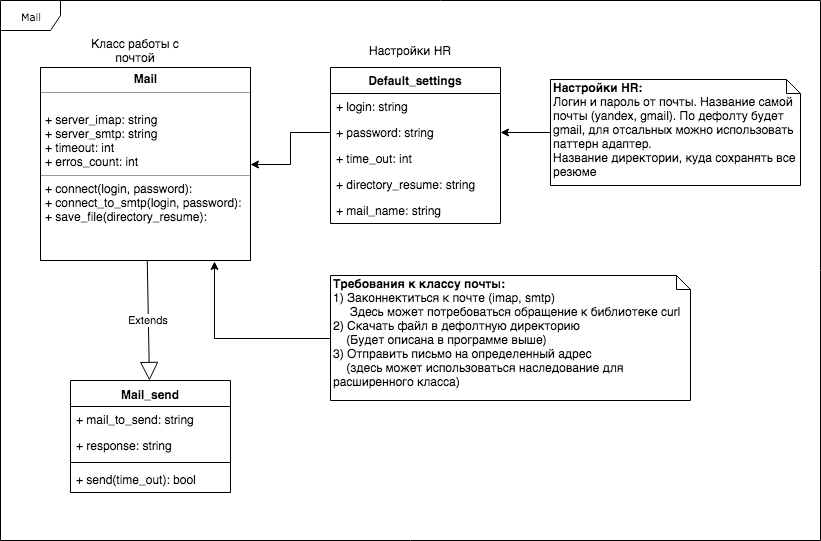 Mail
Класс работы с
почтой
Mail
+ server_imap: string
+ server_smtp: string
+ timeout: int
+ erros_count: int
+ connect(login, password):
+ connect_to_smtp(login, password):
+ save_file(directory_resume):
Настройки HR
Default_settings
+ login: string
+ password: string
+ time_out: int
+ directory_resume: string
+ mail_name: string
Настройки HR:
Логин и пароль от почты. Название самой
почты (yandex, gmail). По дефолту будет
gmail, для отсальных можно использовать
паттерн адаптер.
Название директории, куда сохранять все
резюме
Требования к классу почты:
1) Законнектиться к почте (imap, smtp)
Здесь может потребоваться обращение к библиотеке curl
2) Скачать файл в дефолтную директорию
(Будет описана в программе выше)
3) Отправить письмо на определенный адрес
(здесь может использоваться наследование для
расширенного класса)
Extends
Mail_send
+ mail_to_send: string
+ response: string
+ send(time_out): bool